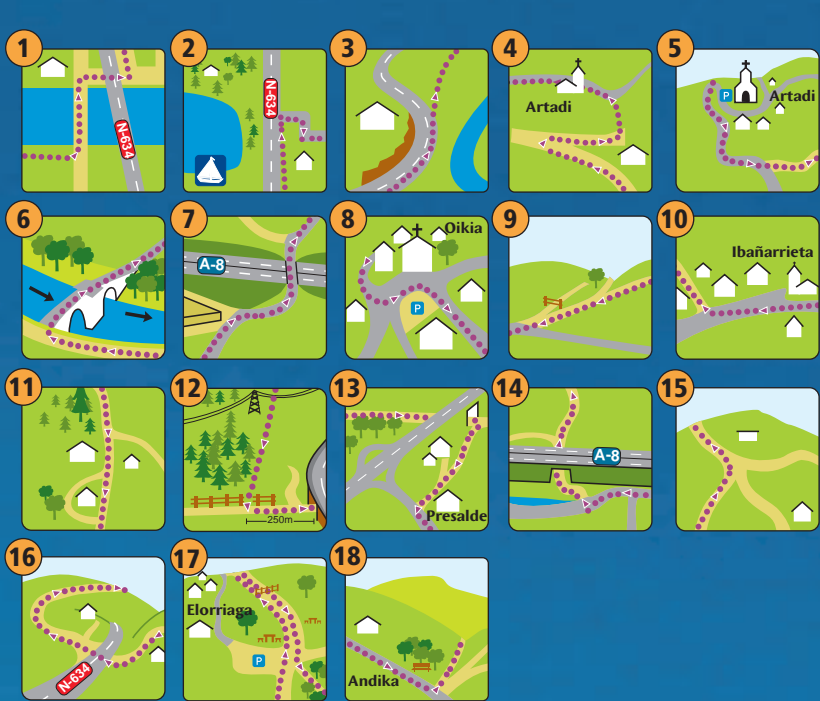 1
2
3
4
5
N-634
N-634
Artadi
P
Artadi
6
7
8
9
10
A-8
Oikia
P
Ibañarrieta
11
12
13
14
15
250m
Presalde
A-8
16
17
18
N-634
Elorriaga
P
Andika